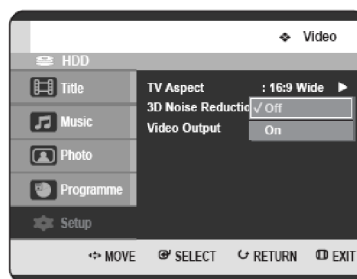 Video
HDD
Title
TV Aspect : 16:9 Wide
3D Noise Reductio
✓ Off
Music
Video Output
On
Photo
Programme
Setup
MOVE SELECT RETURN EXIT